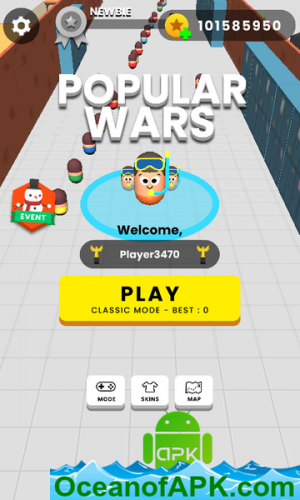 NEWBIE
101585950
POPULAR
WARS
EVENT
Welcome,
Player3470
PLAY
CLASSIC MODE - BEST : 0
MODE
SKINS
MAP
apk
OceanofAPK.com